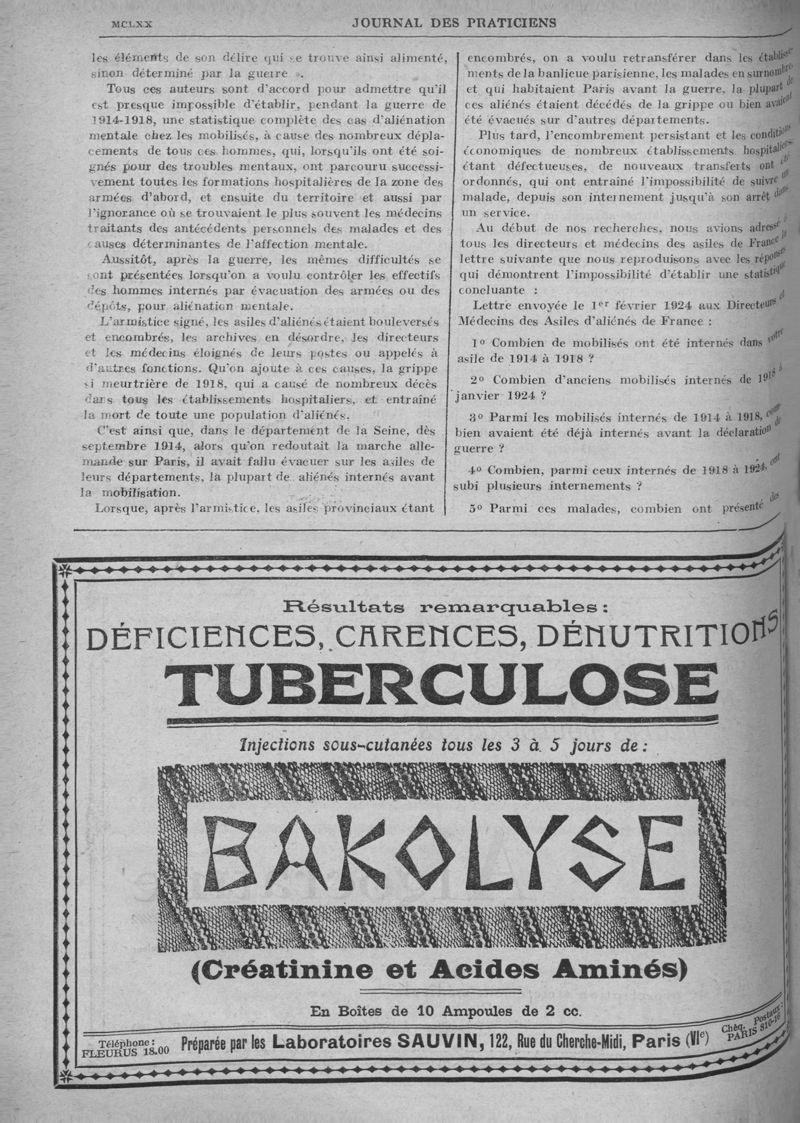 MCLXX
JOURNAL DES PRATICIENS
les éléments de son délire qui se trouve ainsi alimenté,
sinon déterminé par la guerre ».
Tous ces auteurs sont d'accord pour admettre qu'il
est presque impossible d'établir, pendant la guerre de
1914-1918, une statistique complète des cas d'aliénation
mentale chez les mobilisés, à cause des nombreux dépla-
cements de tous ces hommes, qui, lorsqu'ils ont été soi-
gnés pour des troubles mentaux, ont parcouru successi-
vement toutes les formations hospitalières de la zone des
armées d'abord, et ensuite du territoire et aussi par
l'ignorance où se trouvaient le plus souvent les médecins
traitants des antécédents personnels des malades et des
causes déterminantes de l'affection mentale.
Aussitôt, après la guerre, les mêmes difficultés se
sont présentées lorsqu'on a voulu contrôler les effectifs
des hommes internés par évacuation des armées ou des
dépôts, pour aliénation mentale.
L'armistice signé, les asiles d'aliénés étaient bouleversés
et encombrés, les archives en désordre, les directeurs
et les médecins éloignés de leurs postes ou appelés à
d'autres fonctions. Qu'on ajoute à ces causes, la grippe
si meurtrière de 1918, qui a causé de nombreux décès
dans tous les établissements hospitaliers, et entraîné
la mort de toute une population d'aliénés.
C'est ainsi que, dans le département de la Seine, dès
septembre 1914, alors qu'on redoutait la marche alle-
mande sur Paris, il avait fallu évacuer sur les asiles de
leurs départements, la plupart de aliénés internés avant
la mobilisation.
Lorsque, après l'armistice, les asiles provinciaux étant
encombrés, on a voulu retransférer dans les établisse-
ments de la banlieue parisienne, les malades en surnombre
et qui habitaient Paris avant la guerre, la plupart de
ces aliénés étaient décédés de la grippe ou bien avaient
été évacués sur d'autres départements.
Plus tard, l'encombrement persistant et les conditions
économiques de nombreux établissements hospitaliers
étant défectueuses, de nouveaux transferts ont été
ordonnés, qui ont entraîné l'impossibilité de suivre un
malade, depuis son internement jusqu'à son arrêt dans
un service.
Au début de nos recherches, nous avions adressé à
tous les directeurs et médecins des asiles de France la
lettre suivante que nous reproduisons avec les réponses
qui démontrent l'impossibilité d'établir une statistique
concluante :
Lettre envoyée le 1er février 1924 aux Directeurs et
Médecins des Asiles d'aliénés de France :
1o Combien de mobilisés ont été internés dans votre
asile de 1914 à 1918 ?
2o Combien d'anciens mobilisés internés de 1918 à
janvier 1924 ?
3o Parmi les mobilisés internés de 1914 à 1918, com-
bien avaient été déjà internés avant la déclaration de
guerre ?
4o Combien, parmi ceux internés de 1918 à 1924, ont
subi plusieurs internements ?
5o Parmi ces malades, combien ont présenté des
Résultats remarquables :
DÉFICIENCES, CARENCES, DÉNUTRITIONS
TUBERCULOSE
Injections sous-cutanées tous les 3 à 5 jours de :
BAKOLYSE
(Créatinine et Acides Aminés)
En Boîtes de 10 Ampoules de 2 cc.
Téléphone :
FLEURUS 18.00
Préparée par les Laboratoires SAUVIN, 122, Rue du Cherche-Midi, Paris (VIe)
Chèq. Postaux :
PARIS 810-19